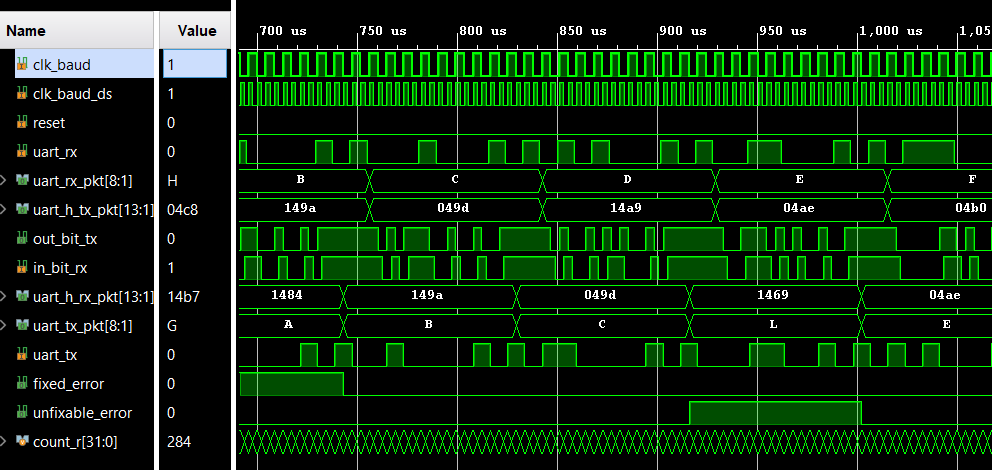 Name Value 700 us 750 us 800 us 850 us 900 us 950 us 1,000 us 1,05
clk_baud 1
clk_baud_ds 1
reset 0
uart_rx 0
uart_rx_pkt[8:1] H B C D E F
uart_h_tx_pkt[13:1] 04c8 149a 049d 14a9 04ae 04b0
out_bit_tx 0
in_bit_rx 1
uart_h_rx_pkt[13:1] 14b7 1484 149a 049d 1469 04ae
uart_tx_pkt[8:1] G A B C L E
uart_tx 0
fixed_error 0
unfixable_error 0
count_r[31:0] 284